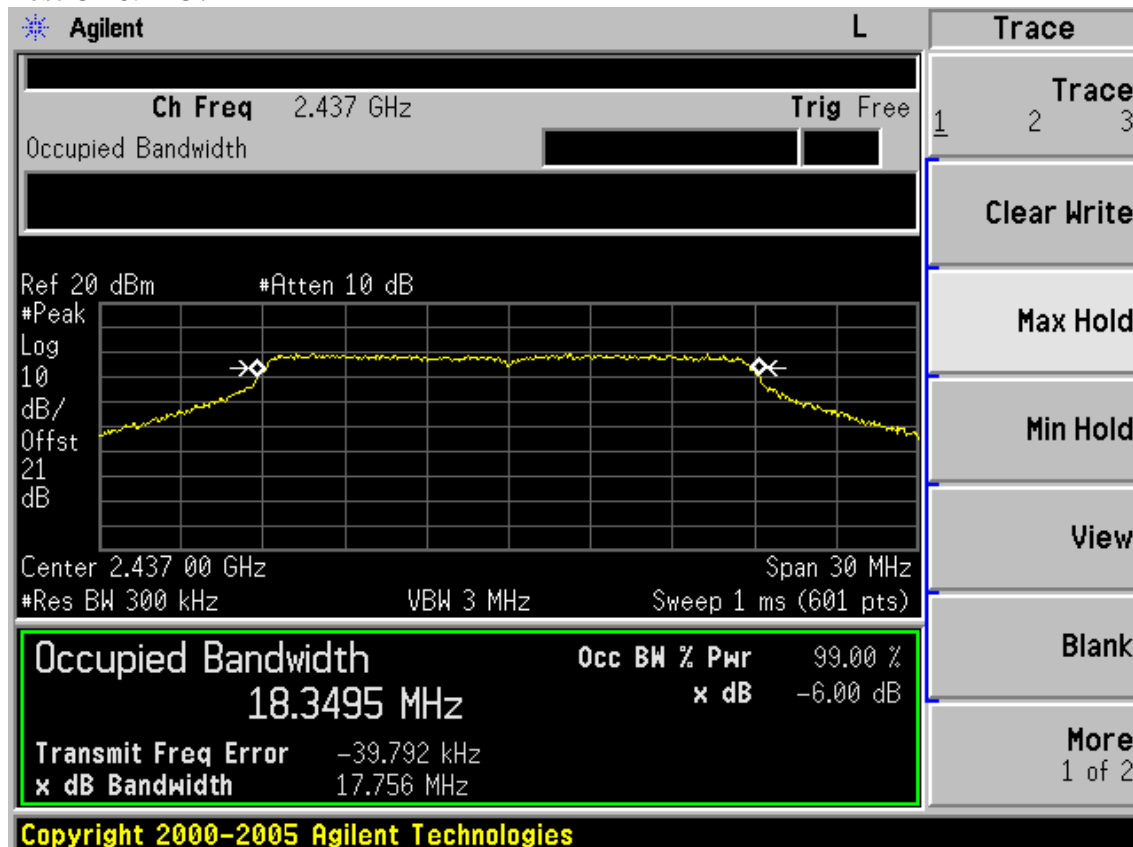 Agilent L Trace
Ch Freq 2.437 GHz Trig Free
Occupied Bandwidth
Trace
1 2 3
Clear Write
Max Hold
Min Hold
View
Blank
More
1 of 2
Ref 20 dBm #Atten 10 dB
#Peak
Log
10
dB/
Offst
21
dB
Center 2.437 00 GHz Span 30 MHz
#Res BW 300 kHz VBW 3 MHz Sweep 1 ms (601 pts)
Occupied Bandwidth Occ BW % Pwr 99.00 %
18.3495 MHz x dB -6.00 dB
Transmit Freq Error -39.792 kHz
x dB Bandwidth 17.756 MHz
Copyright 2000-2005 Agilent Technologies